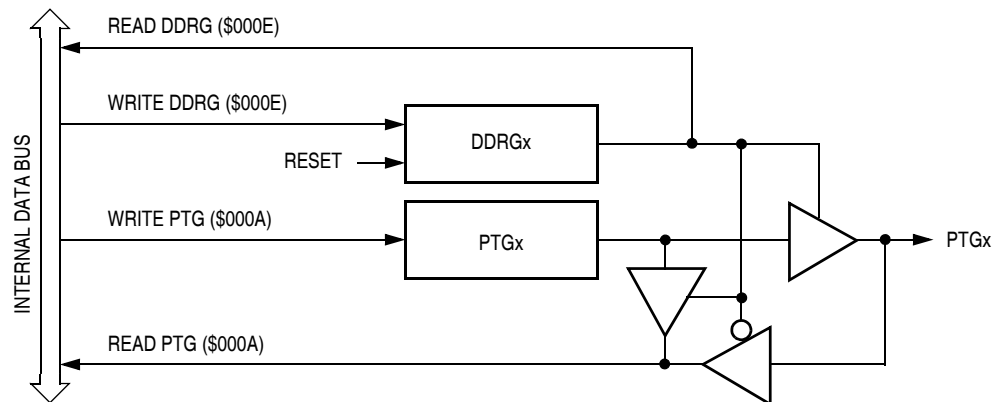 READ DDRG ($000E)
WRITE DDRG ($000E)
DDRGx
RESET
INTERNAL DATA BUS
WRITE PTG ($000A)
PTGx
PTGx
READ PTG ($000A)